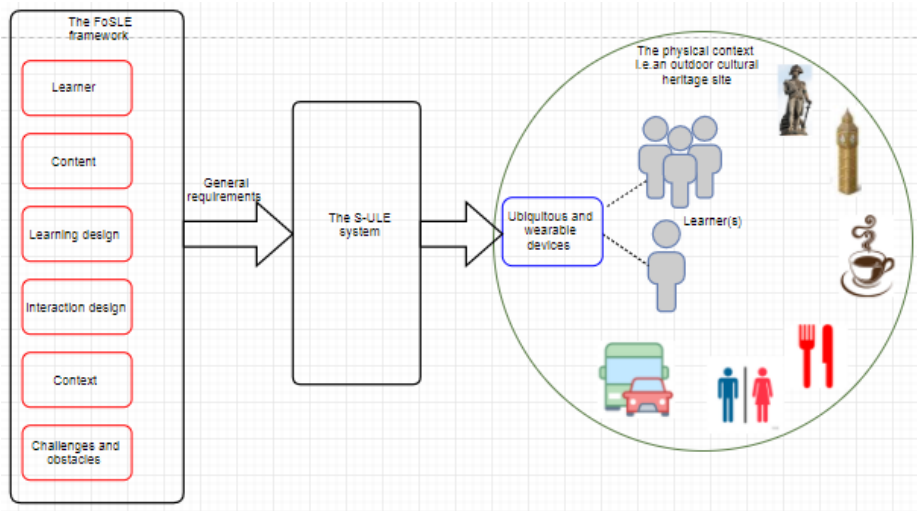 The FoSLE
framework
Learner
Content
Learning design
Interaction design
Context
Challenges and
obstacles
General
requirements
The S-ULE
system
Ubiquitous and
wearable
devices
The physical context
I.e.an outdoor cultural
heritage site
Learner(s)